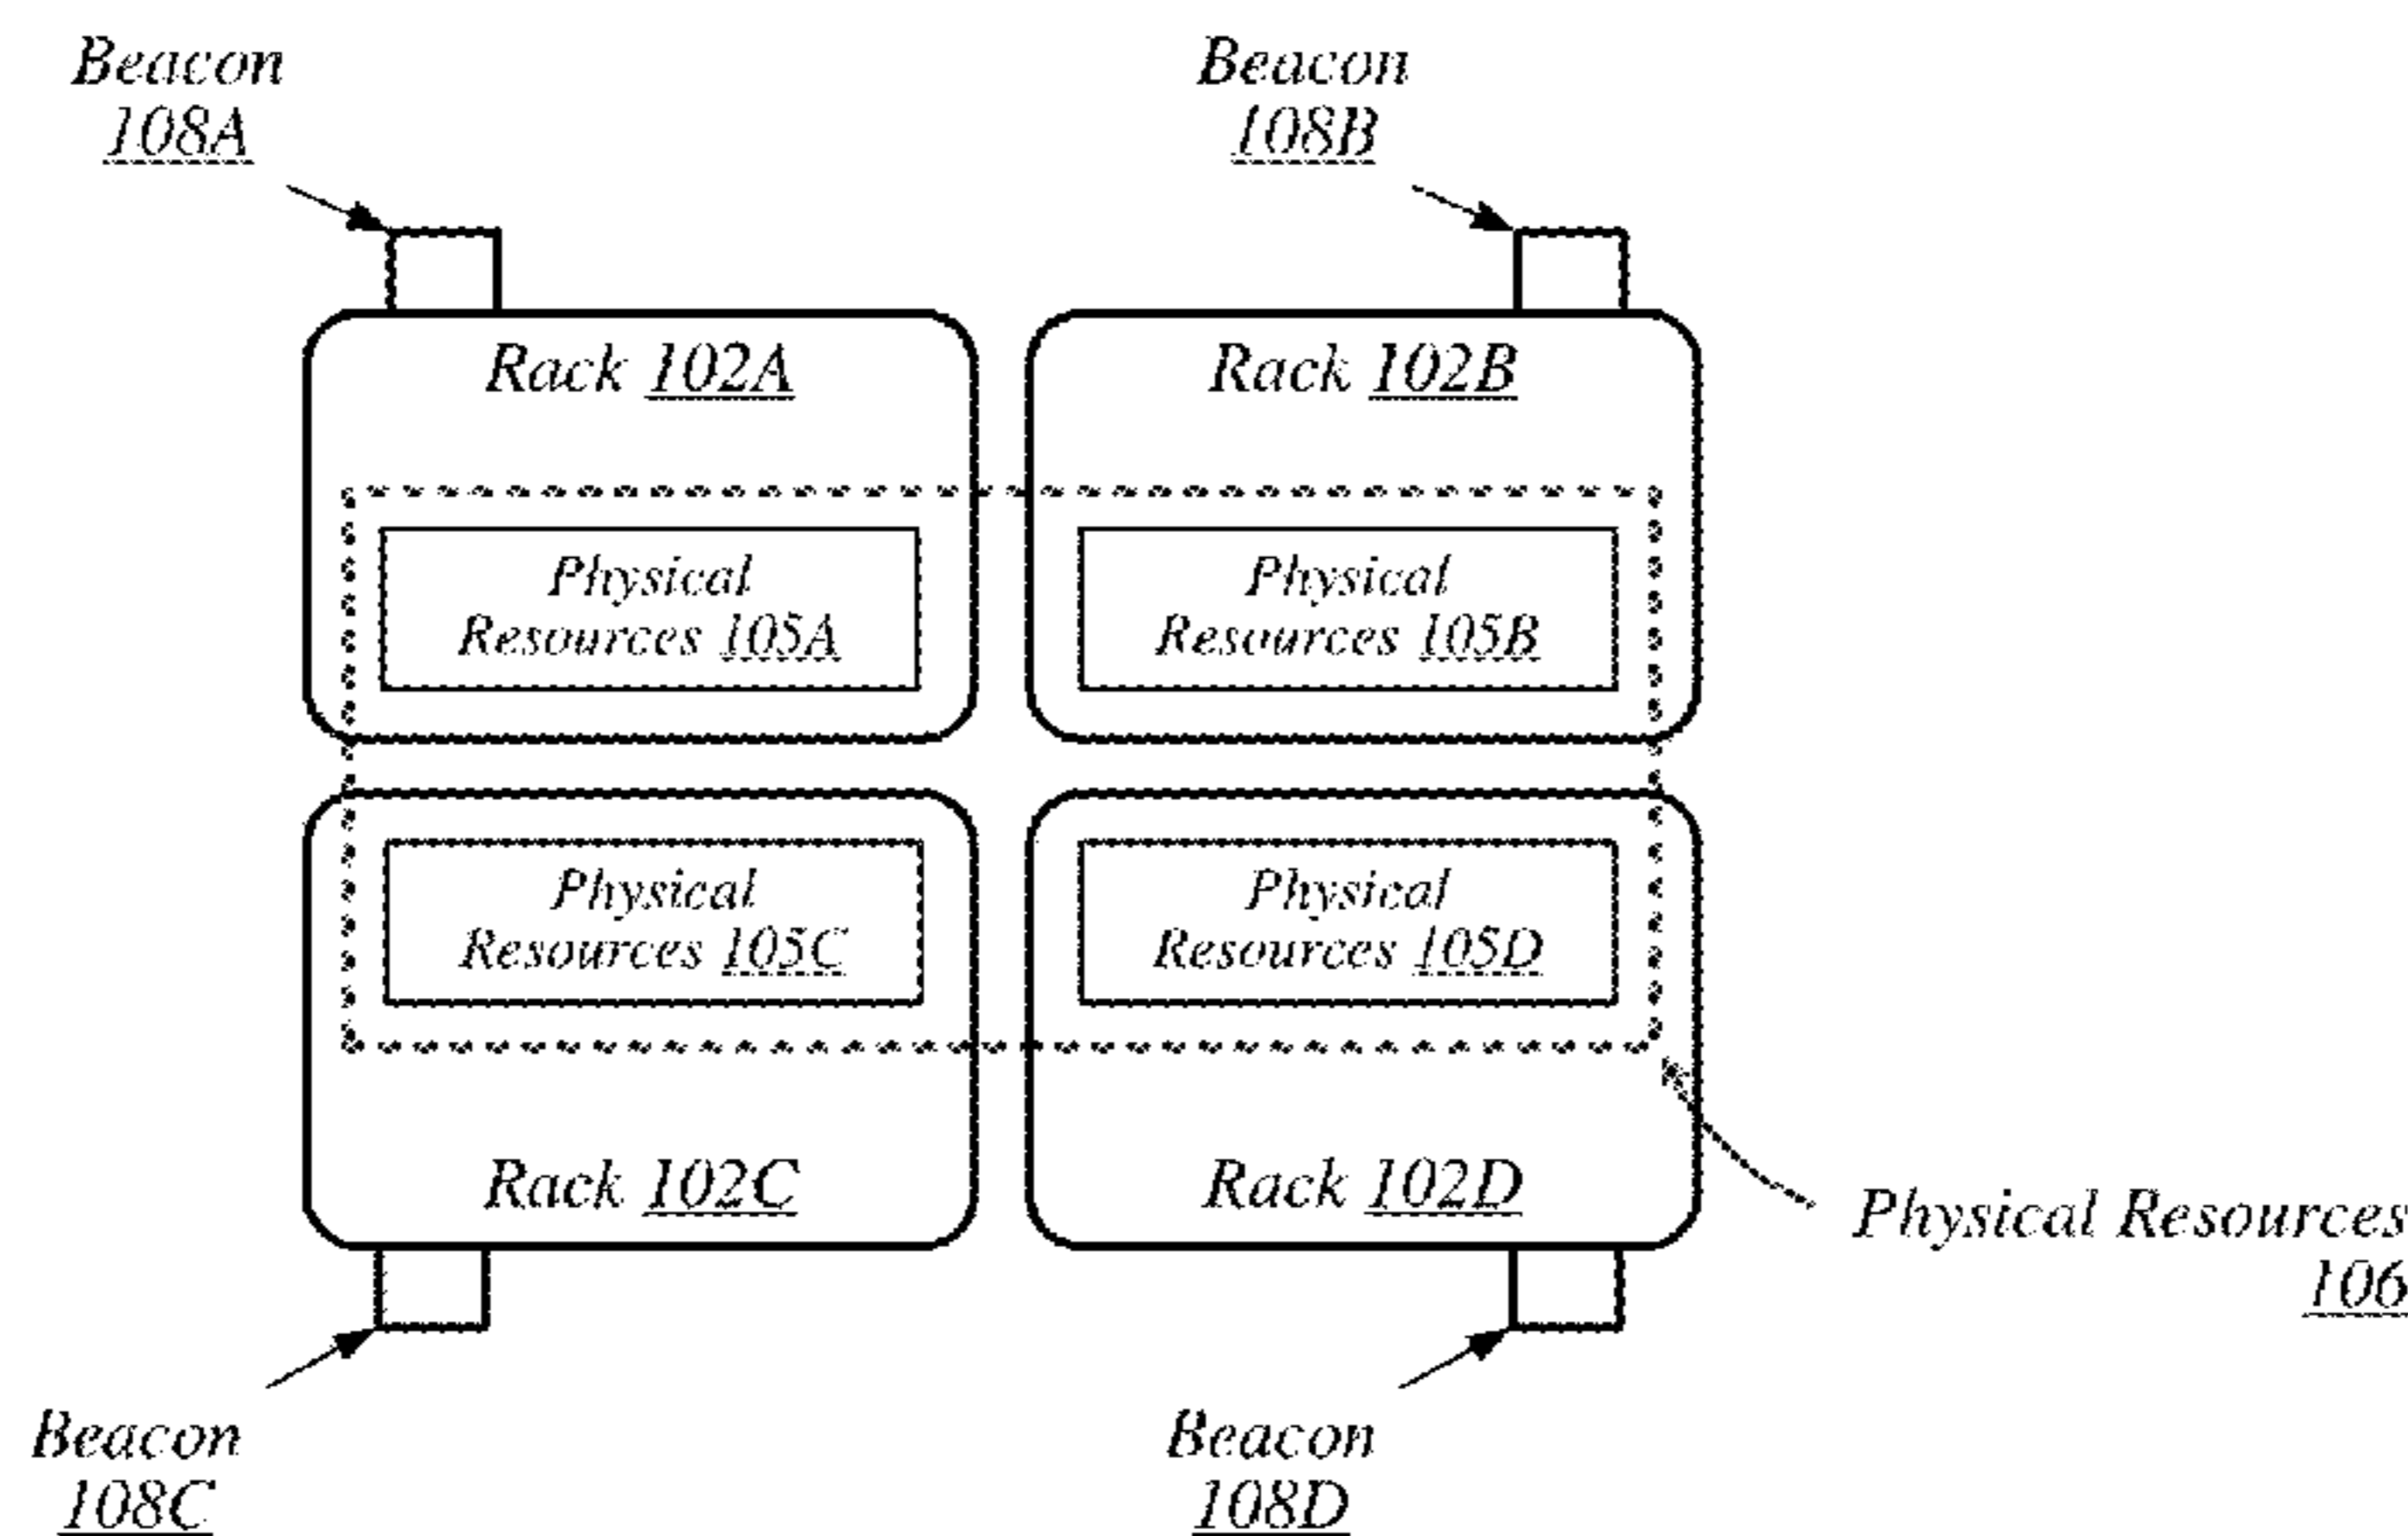 Beacon
108A
Beacon
108B
Rack 102A
Rack 102B
Physical
Resources 105A
Physical
Resources 105B
Physical
Resources 105C
Physical
Resources 105D
Rack 102C
Rack 102D
Physical Resources
106
Beacon
108C
Beacon
108D